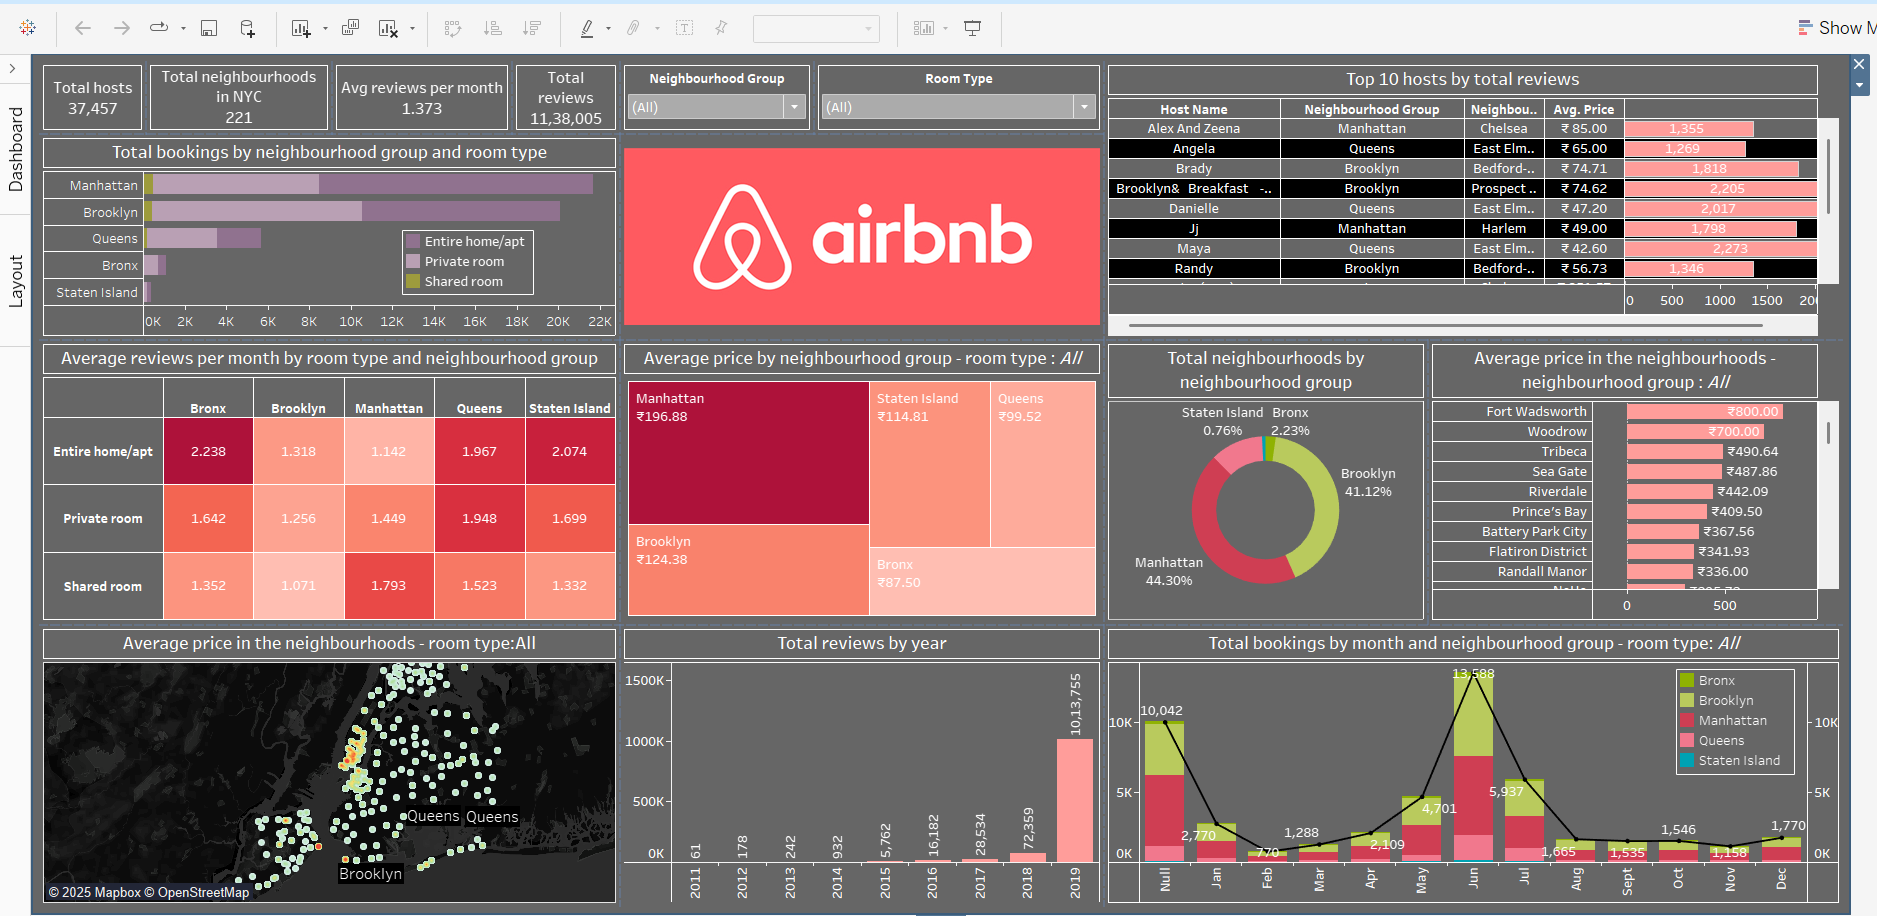 Show M
Dashboard
Layout
Total hosts
37,457
Total neighbourhoods
in NYC
221
Avg reviews per month
1.373
Total
reviews
11,38,005
Neighbourhood Group
(All)
Room Type
(All)
Top 10 hosts by total reviews
Host Name Neighbourhood Group Neighbou.. Avg. Price
Alex And Zeena Manhattan Chelsea ₹ 85.00 1,355
Angela Queens East Elm.. ₹ 65.00 1,269
Brady Brooklyn Bedford-.. ₹ 74.71 1,818
Brooklyn& Breakfast -.. Brooklyn Prospect .. ₹ 74.62 2,205
Danielle Queens East Elm.. ₹ 47.20 2,017
Jj Manhattan Harlem ₹ 49.00 1,798
Maya Queens East Elm.. ₹ 42.60 2,273
Randy Brooklyn Bedford-.. ₹ 56.73 1,346
0 500 1000 1500
Total bookings by neighbourhood group and room type
Manhattan
Brooklyn
Queens
Bronx
Staten Island
Entire home/apt
Private room
Shared room
0K 2K 4K 6K 8K 10K 12K 14K 16K 18K 20K 22K
airbnb
Average reviews per month by room type and neighbourhood group
Bronx Brooklyn Manhattan Queens Staten Island
Entire home/apt 2.238 1.318 1.142 1.967 2.074
Private room 1.642 1.256 1.449 1.948 1.699
Shared room 1.352 1.071 1.793 1.523 1.332
Average price by neighbourhood group - room type : All
Manhattan
₹196.88
Staten Island
₹114.81
Queens
₹99.52
Brooklyn
₹124.38
Bronx
₹87.50
Total neighbourhoods by
neighbourhood group
Staten Island
0.76%
Bronx
2.23%
Brooklyn
41.12%
Manhattan
44.30%
Average price in the neighbourhoods -
neighbourhood group : All
Fort Wadsworth ₹800.00
Woodrow ₹700.00
Tribeca ₹490.64
Sea Gate ₹487.86
Riverdale ₹442.09
Prince's Bay ₹409.50
Battery Park City ₹367.56
Flatiron District ₹341.93
Randall Manor ₹336.00
0 500
Average price in the neighbourhoods - room type:All
Queens Queens
Brooklyn
© 2025 Mapbox © OpenStreetMap
Total reviews by year
1500K
1000K
500K
0K
61 178 242 932 5,762 16,182 28,534 72,359 10,13,755
2011 2012 2013 2014 2015 2016 2017 2018 2019
Total bookings by month and neighbourhood group - room type: All
10K
5K
0K
10,042 2,770 770 1,288 2,109 4,701 13,588 5,937 1,665 1,535 1,546 1,158 1,770
Bronx
Brooklyn
Manhattan
Queens
Staten Island
10K
5K
0K
Null Jan Feb Mar Apr May Jun Jul Aug Sept Oct Nov Dec